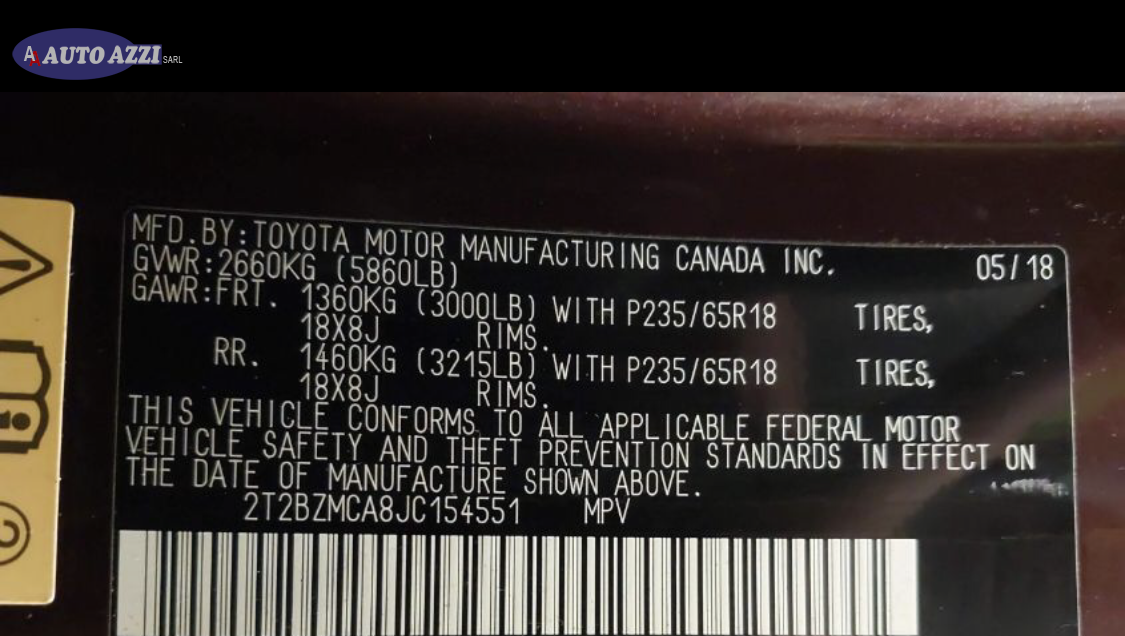 AA AUTO AZZI SARL
MFD.BY:TOYOTA MOTOR MANUFACTURING CANADA INC. 05/18
GVWR:2660KG (5860LB)
GAWR:FRT. 1360KG (3000LB) WITH P235/65R18 TIRES,
18X8J RIMS.
RR. 1460KG (3215LB) WITH P235/65R18 TIRES,
18X8J RIMS.
THIS VEHICLE CONFORMS TO ALL APPLICABLE FEDERAL MOTOR
VEHICLE SAFETY AND THEFT PREVENTION STANDARDS IN EFFECT ON
THE DATE OF MANUFACTURE SHOWN ABOVE.
2T2BZMCA8JC154551 MPV